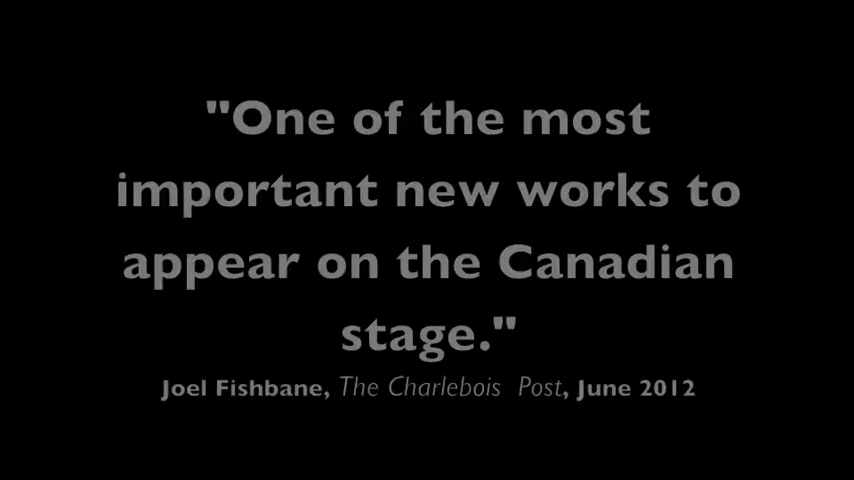 "One of the most
important new works to
appear on the Canadian
stage."
Joel Fishbane, The Charlebois Post, June 2012